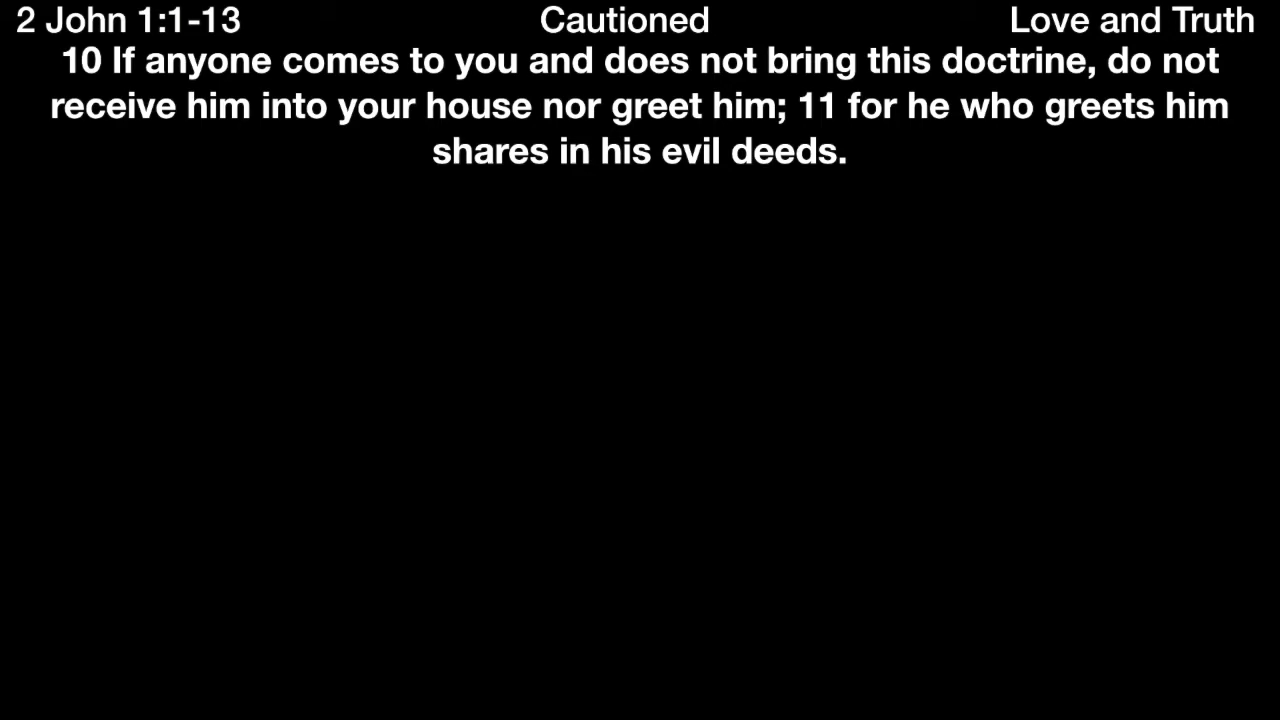 2 John 1:1-13 Cautioned Love and Truth
10 If anyone comes to you and does not bring this doctrine, do not
receive him into your house nor greet him; 11 for he who greets him
shares in his evil deeds.